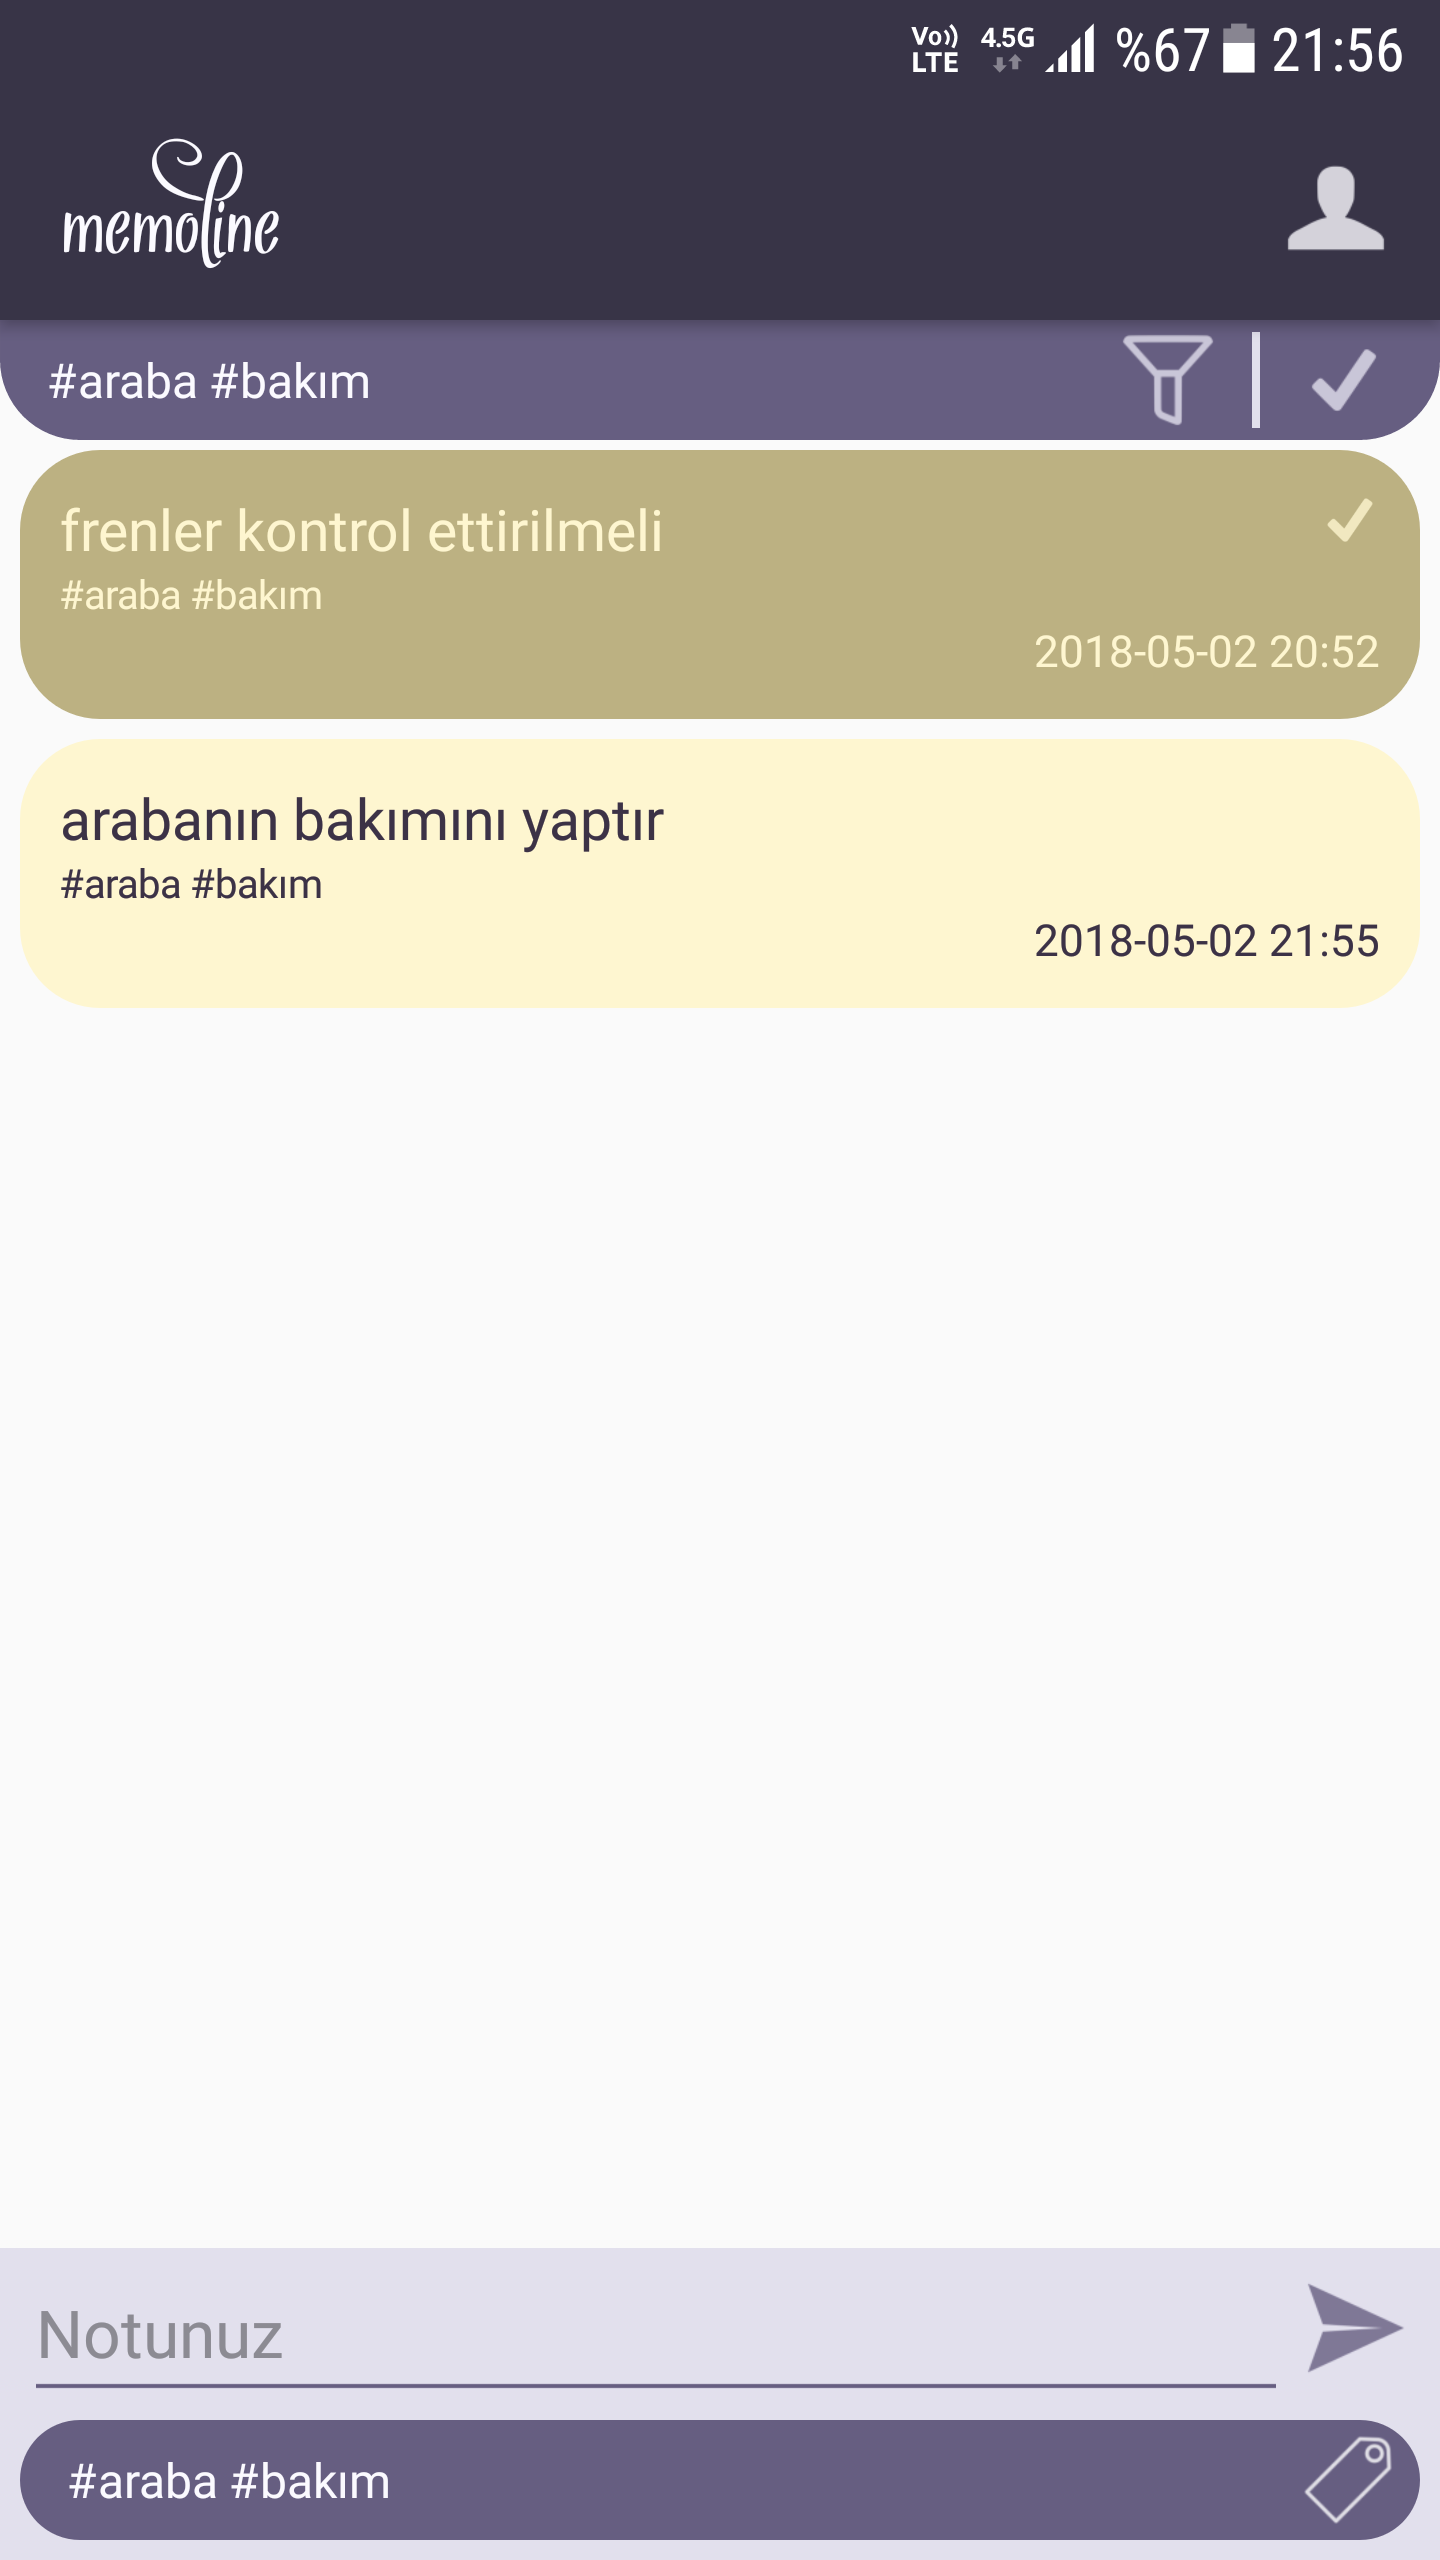 Vo)) LTE 4.5G %67 21:56
memoline
#araba #bakım
frenler kontrol ettirilmeli
#araba #bakım
2018-05-02 20:52
arabanın bakımını yaptır
#araba #bakım
2018-05-02 21:55
Notunuz
#araba #bakım